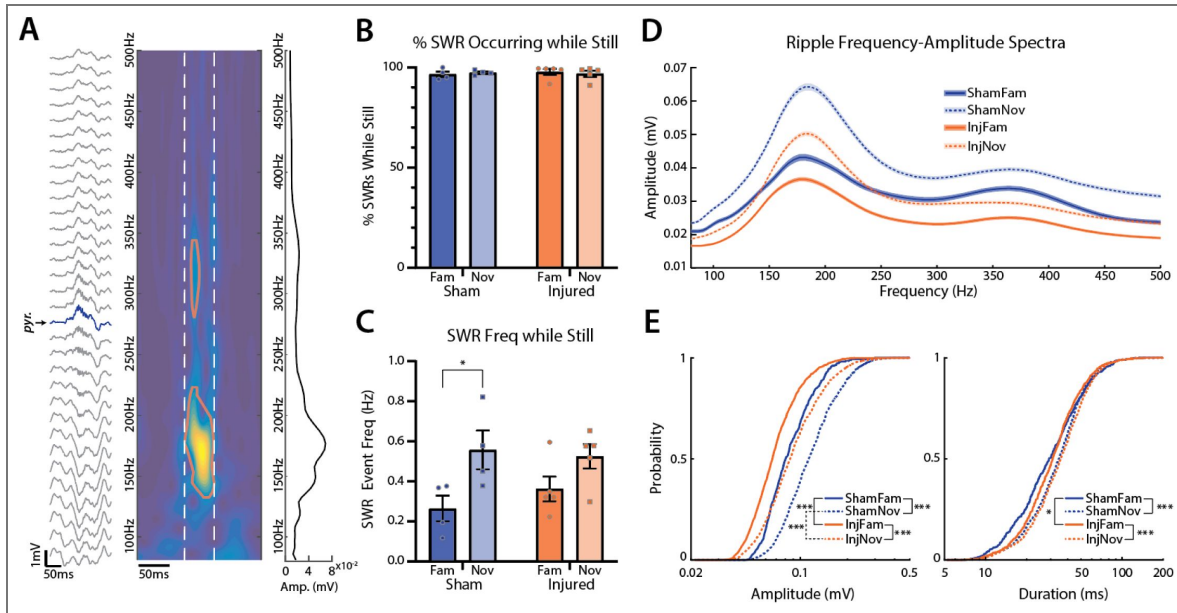 A
500Hz
450Hz
400Hz
350Hz
300Hz
250Hz
200Hz
150Hz
100Hz
pyr.
1mV
50ms
50ms
500Hz
450Hz
400Hz
350Hz
300Hz
250Hz
200Hz
150Hz
100Hz
0 4 8
x10-2
Amp. (mV)
B
% SWR Occurring while Still
% SWRs While Still
100
50
0
Fam Nov Fam Nov
Sham Injured
C
SWR Freq while Still
SWR Event Freq (Hz)
1.0
0.8
0.6
0.4
0.2
0.0
*
Fam Nov Fam Nov
Sham Injured
D
Ripple Frequency-Amplitude Spectra
Amplitude (mV)
0.07
0.06
0.05
0.04
0.03
0.02
0.01
ShamFam
ShamNov
InjFam
InjNov
100 150 200 250 300 350 400 450 500
Frequency (Hz)
E
Probability
1
0.5
0
ShamFam
ShamNov
InjFam
InjNov
***
***
***
***
0.02 0.1 0.5
Amplitude (mV)
1
0.5
0
ShamFam
ShamNov
InjFam
InjNov
*
***
***
5 10 50 100 200
Duration (ms)